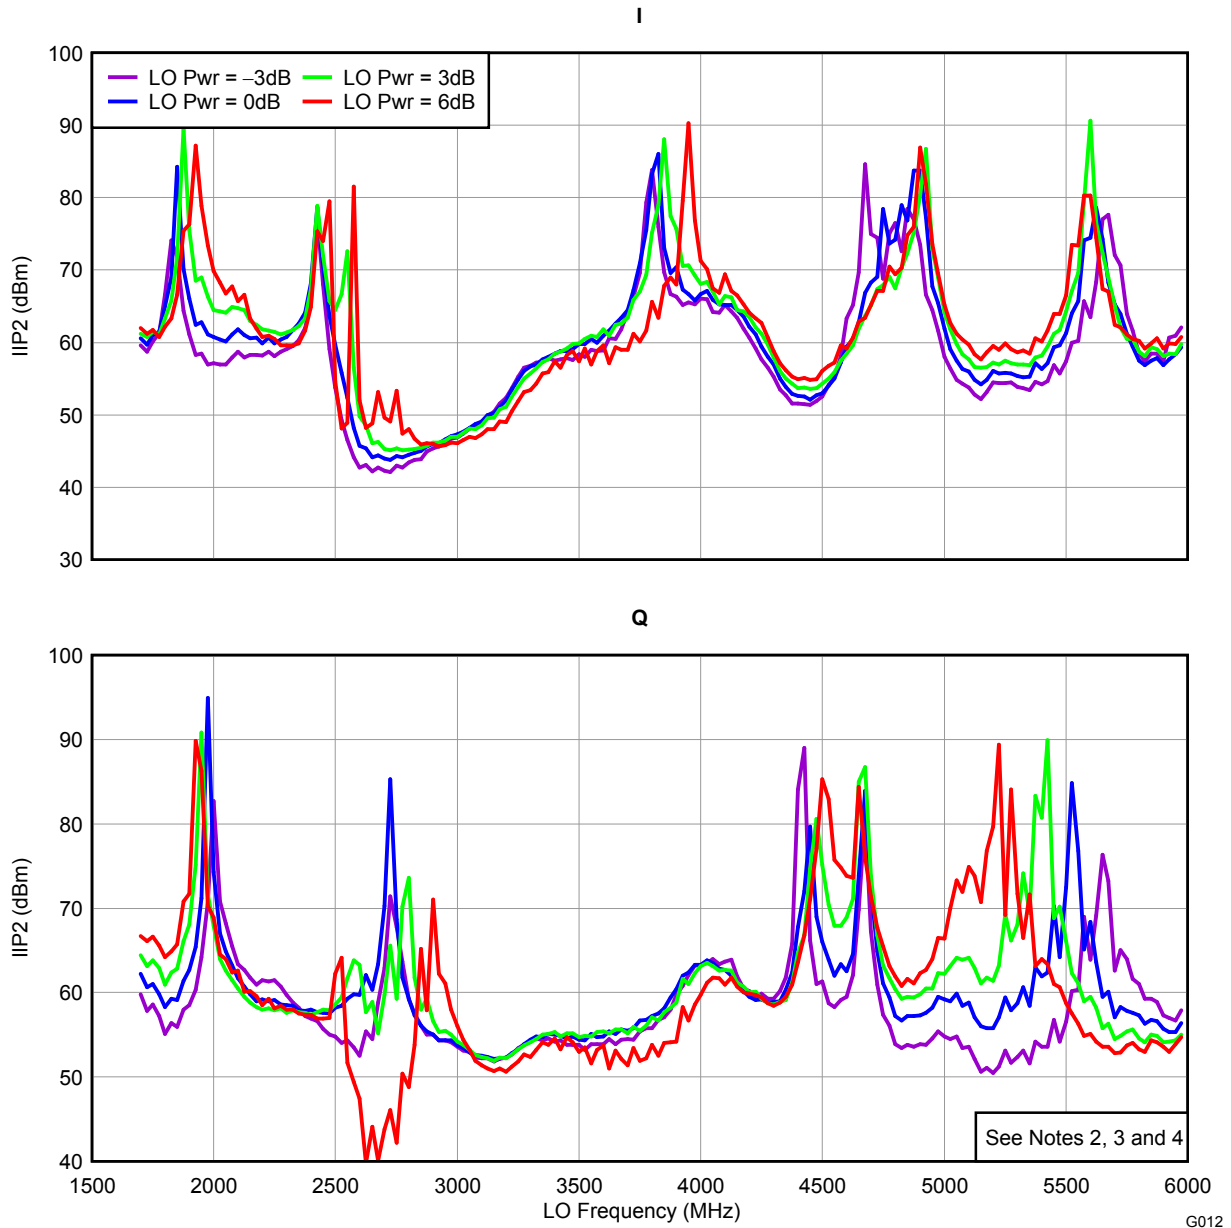 I
100
90
80
70
60
50
40
30
IIP2 (dBm)
LO Pwr = −3dB
LO Pwr = 3dB
LO Pwr = 0dB
LO Pwr = 6dB
Q
100
90
80
70
60
50
40
IIP2 (dBm)
See Notes 2, 3 and 4
1500 2000 2500 3000 3500 4000 4500 5000 5500 6000
LO Frequency (MHz)
G012